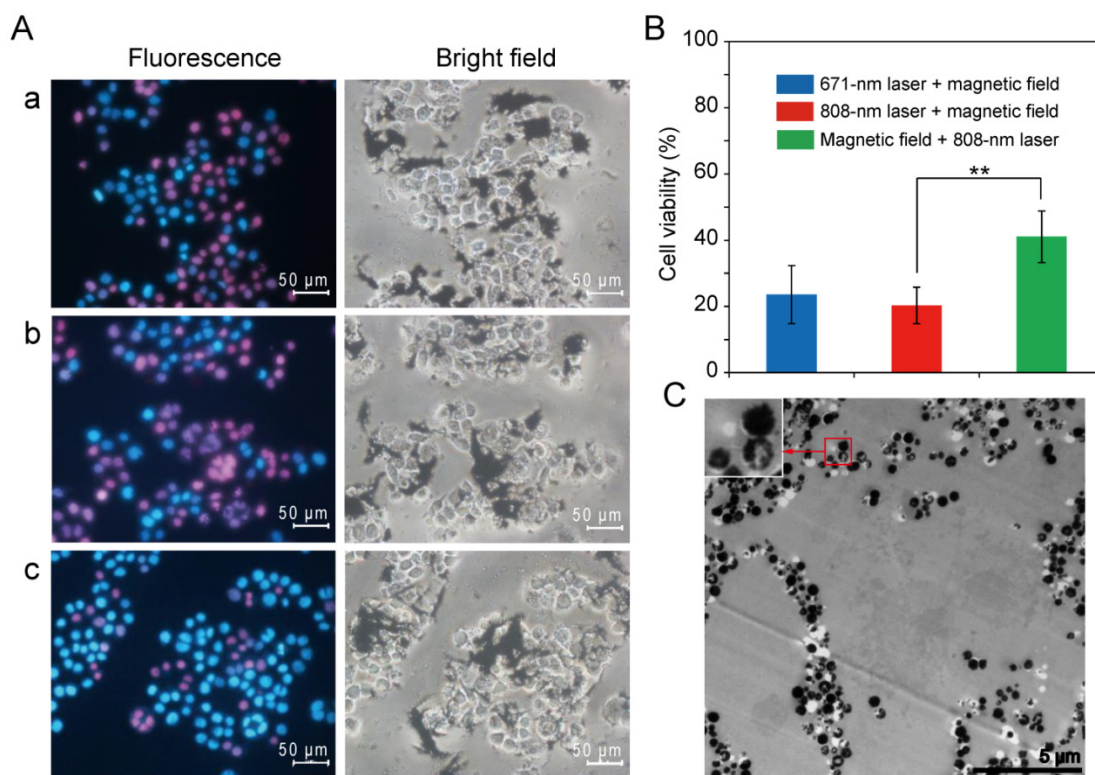 A
Fluorescence
Bright field
a
50 µm
50 µm
b
50 µm
50 µm
c
50 µm
50 µm
B
100
80
60
40
20
0
Cell viability (%)
671-nm laser + magnetic field
808-nm laser + magnetic field
Magnetic field + 808-nm laser
**
C
5 µm